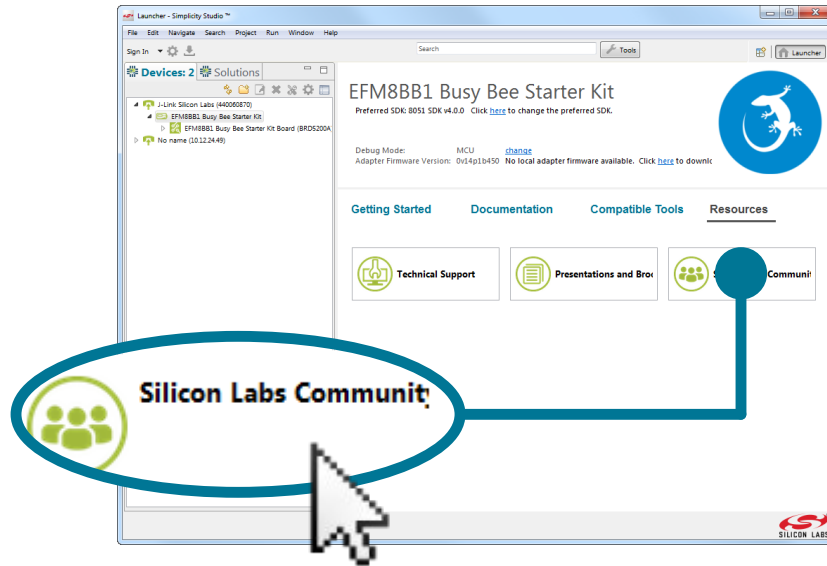 Launcher - Simplicity Studio ™
File Edit Navigate Search Project Run Window Help
Sign In Search Tools Launcher
Devices: 2 Solutions
J-Link Silicon Labs (440060870)
EFM8BB1 Busy Bee Starter Kit
EFM8BB1 Busy Bee Starter Kit Board (BRD5200A
No name (10.12.24.49)
EFM8BB1 Busy Bee Starter Kit
Preferred SDK: 8051 SDK v4.0.0 Click here to change the preferred SDK.
Debug Mode: MCU change
Adapter Firmware Version: 0v14p1b450 No local adapter firmware available. Click here to downlo
Getting Started Documentation Compatible Tools Resources
Technical Support
Presentations and Broc
S Communit
Silicon Labs Community
SILICON LABS